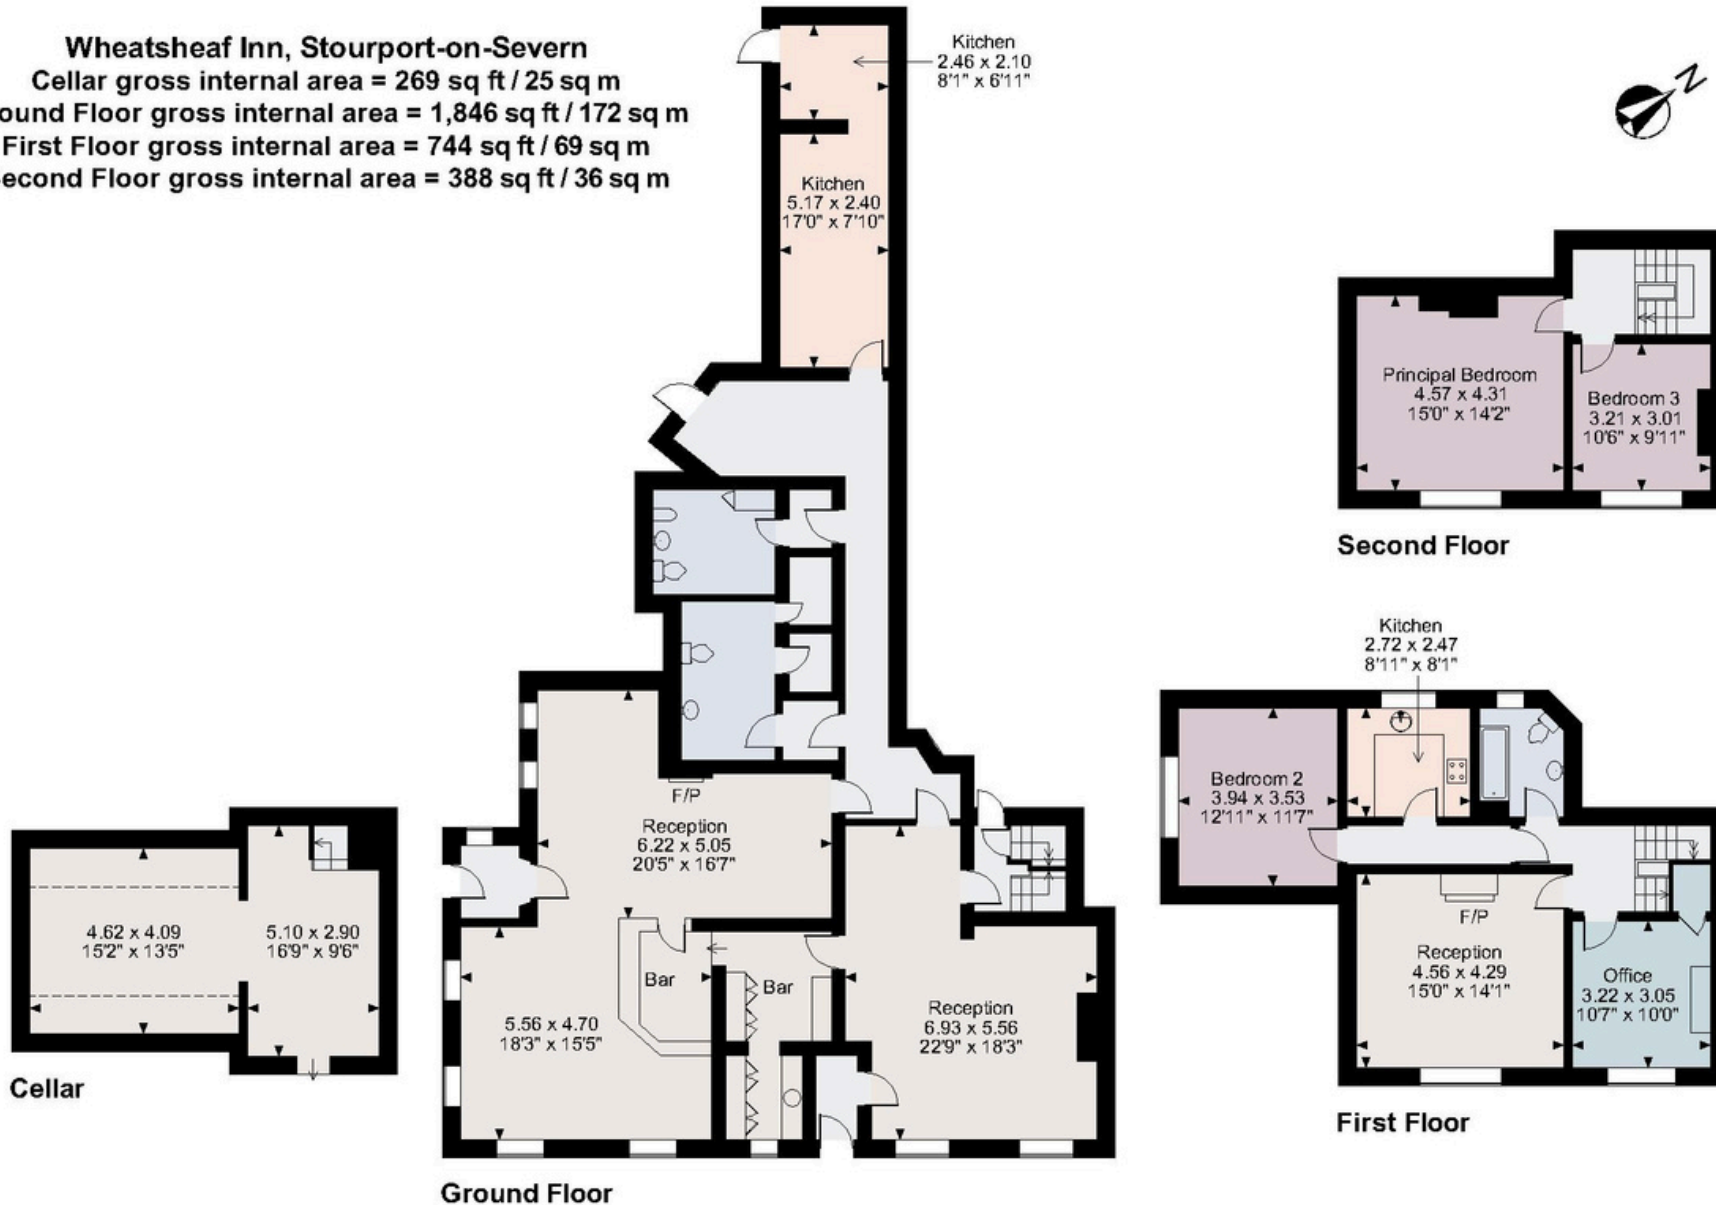 Wheatsheaf Inn, Stourport-on-Severn
Cellar gross internal area = 269 sq ft / 25 sq m
Floor gross internal area = 1,846 sq ft / 172 sq m
First Floor gross internal area = 744 sq ft / 69 sq m
Floor gross internal area = 388 sq ft / 36 sq m
Kitchen
2.46 x 2.10
8'1" x 6'11"
N
Kitchen
5.17 x 2.40
17'0" x 7'10"
Principal Bedroom
4.57 x 4.31
15'0" x 14'2"
Bedroom 3
3.21 x 3.01
10'6" x 9'11"
Second Floor
Kitchen
2.72 x 2.47
8'11" x 8'1"
Bedroom 2
3.94 x 3.53
12'11" x 11'7"
F/P
Reception
4.56 x 4.29
15'0" x 14'1"
Office
3.22 x 3.05
10'7" x 10'0"
First Floor
F/P
Reception
6.22 x 5.05
20'5" x 16'7"
Bar
Bar
5.56 x 4.70
18'3" x 15'5"
Reception
6.93 x 5.56
22'9" x 18'3"
Ground Floor
4.62 x 4.09
15'2" x 13'5"
5.10 x 2.90
16'9" x 9'6"
Cellar